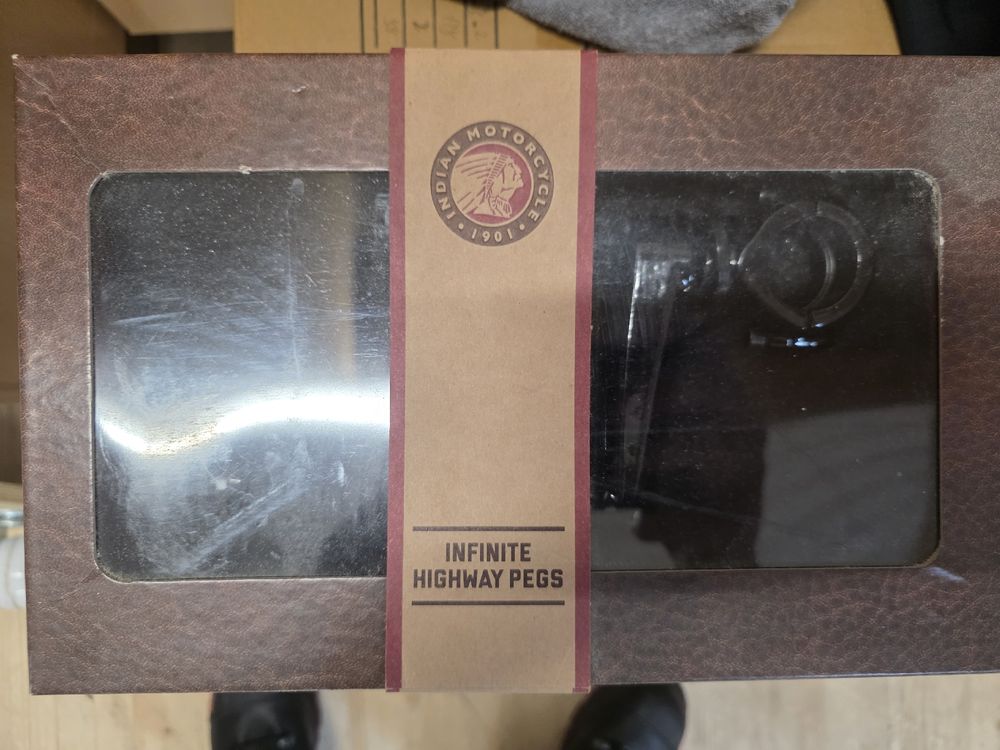 INDIAN MOTORCYCLE
1901
INFINITE
HIGHWAY PEGS